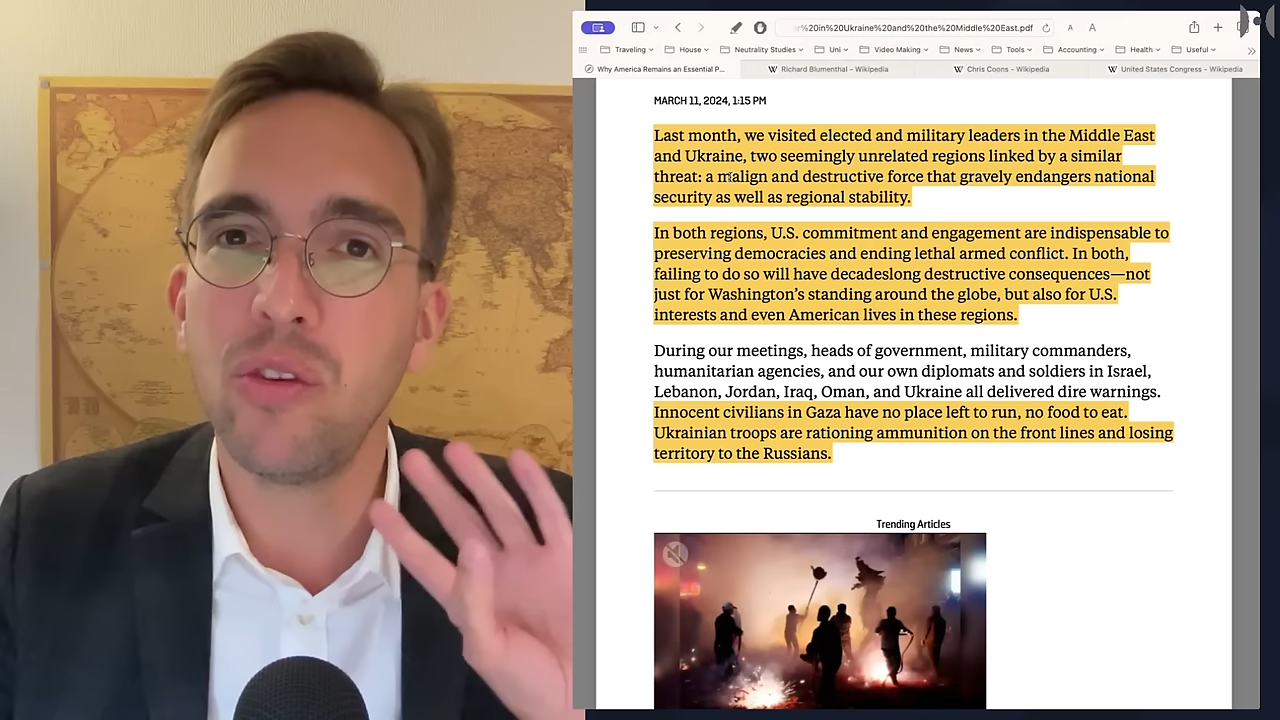 r%20in%20Ukraine%20and%20the%20Middle%20East.pdf
A A
Traveling House Neutrality Studies Uni Video Making News Tools Accounting Health Useful
Why America Remains an Essential P... Richard Blumenthal – Wikipedia Chris Coons – Wikipedia United States Congress – Wikipedia
MARCH 11, 2024, 1:15 PM
Last month, we visited elected and military leaders in the Middle East
and Ukraine, two seemingly unrelated regions linked by a similar
threat: a malign and destructive force that gravely endangers national
security as well as regional stability.
In both regions, U.S. commitment and engagement are indispensable to
preserving democracies and ending lethal armed conflict. In both,
failing to do so will have decadeslong destructive consequences—not
just for Washington’s standing around the globe, but also for U.S.
interests and even American lives in these regions.
During our meetings, heads of government, military commanders,
humanitarian agencies, and our own diplomats and soldiers in Israel,
Lebanon, Jordan, Iraq, Oman, and Ukraine all delivered dire warnings.
Innocent civilians in Gaza have no place left to run, no food to eat.
Ukrainian troops are rationing ammunition on the front lines and losing
territory to the Russians.
Trending Articles